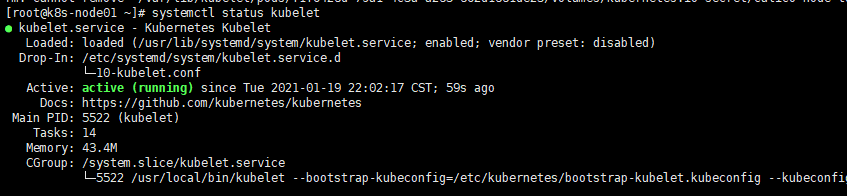 [root@k8s-node01 ~]# systemctl status kubelet
● kubelet.service - Kubernetes Kubelet
Loaded: loaded (/usr/lib/systemd/system/kubelet.service; enabled; vendor preset: disabled)
Drop-In: /etc/systemd/system/kubelet.service.d
└─10-kubelet.conf
Active: active (running) since Tue 2021-01-19 22:02:17 CST; 59s ago
Docs: https://github.com/kubernetes/kubernetes
Main PID: 5522 (kubelet)
Tasks: 14
Memory: 43.4M
CGroup: /system.slice/kubelet.service
└─5522 /usr/local/bin/kubelet --bootstrap-kubeconfig=/etc/kubernetes/bootstrap-kubelet.kubeconfig --kubeconfig